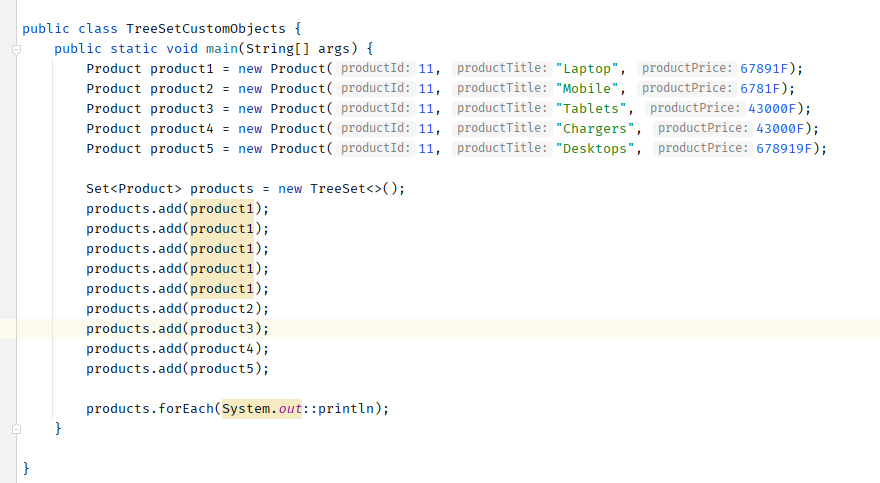 public class TreeSetCustomObjects {
public static void main(String[] args) {
Product product1 = new Product( productId: 11, productTitle: "Laptop", productPrice: 67891F);
Product product2 = new Product( productId: 11, productTitle: "Mobile", productPrice: 6781F);
Product product3 = new Product( productId: 11, productTitle: "Tablets", productPrice: 43000F);
Product product4 = new Product( productId: 11, productTitle: "Chargers", productPrice: 43000F);
Product product5 = new Product( productId: 11, productTitle: "Desktops", productPrice: 678919F);
Set<Product> products = new TreeSet<>();
products.add(product1);
products.add(product1);
products.add(product1);
products.add(product1);
products.add(product1);
products.add(product2);
products.add(product3);
products.add(product4);
products.add(product5);
products.forEach(System.out::println);
}
}